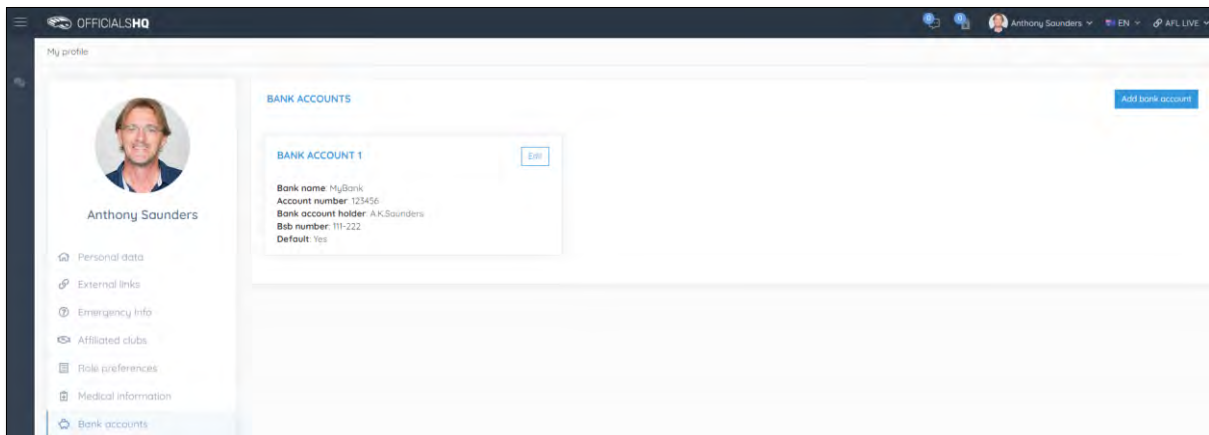 OFFICIALSHQ
0
0
Anthony Saunders
EN
AFL LIVE
My profile
Anthony Saunders
Personal data
External links
Emergency Info
Affiliated clubs
Role preferences
Medical information
Bank accounts
BANK ACCOUNTS
Add bank account
BANK ACCOUNT 1
Edit
Bank name: MyBank
Account number: 123456
Bank account holder: A.K.Saunders
Bsb number: 111-222
Default: Yes